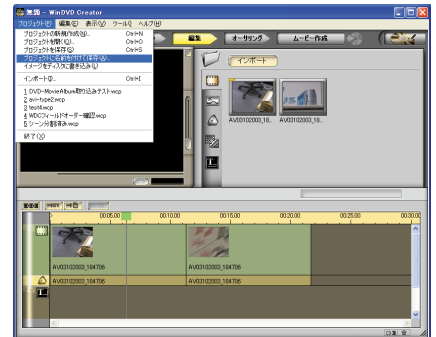 無題 - WinDVD Creator
プロジェクト(P) 編集(E) 表示(V) ツール(L) ヘルプ(H)
プロジェクトの新規作成(N)... Ctrl+N
プロジェクトを開く(O)... Ctrl+O
プロジェクトを保存(S) Ctrl+S
プロジェクトに名前を付けて保存(A)...
イメージをディスクに書き込み(L)
インポート(I)... Ctrl+I
1 DVD-MovieAlbum取り込みテスト.wcp
2 avi-type2.wcp
3 test4.wcp
4 WDCフィールドオーダー確認.wcp
5 シーン分割済み.wcp
終了(X)
編集
オーサリング
ムービー作成
インポート
AV03102003_18...
AV03102003_18...
00:05:00 00:10:00 00:15:00 00:20:00 00:25:00 00:30:00
AV03102003_184706 AV03102003_184706
AV03102003_184706 AV03102003_184706